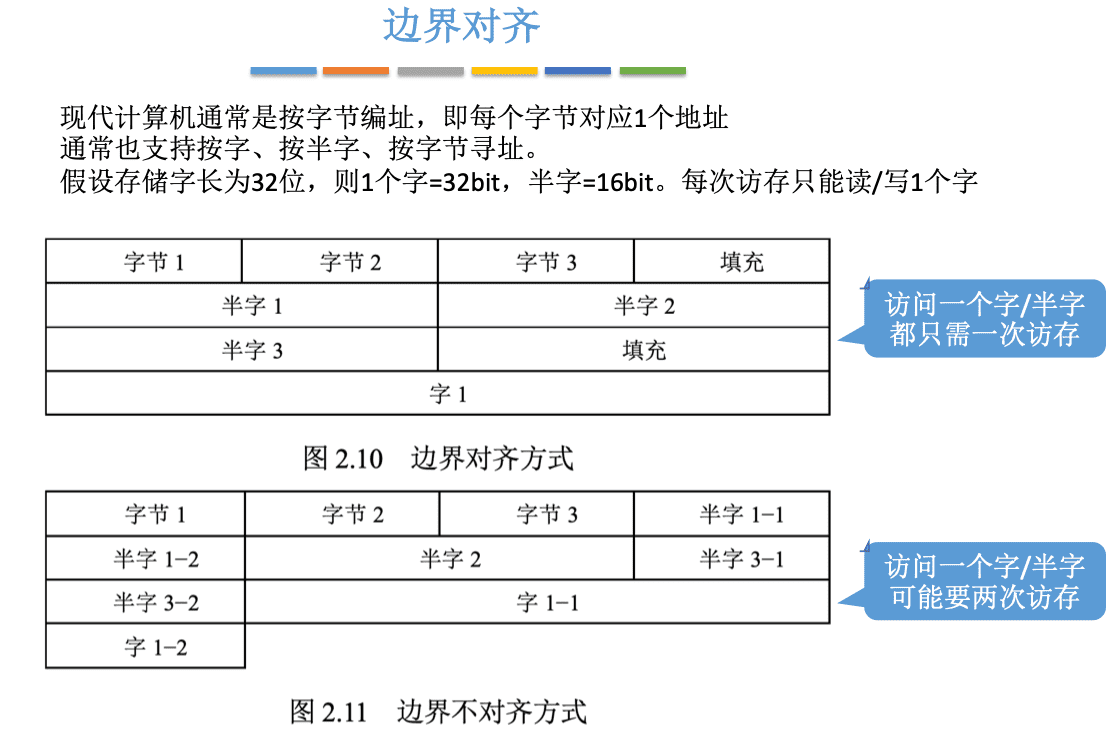 边界对齐
现代计算机通常是按字节编址，即每个字节对应1个地址
通常也支持按字、按半字、按字节寻址。
假设存储字长为32位，则1个字=32bit，半字=16bit。每次访存只能读/写1个字
字节 1 字节 2 字节 3 填充
半字 1 半字 2
半字 3 填充
字 1
访问一个字/半字
都只需一次访存
图 2.10 边界对齐方式
字节 1 字节 2 字节 3 半字 1-1
半字 1-2 半字 2 半字 3-1
半字 3-2 字 1-1
字 1-2
访问一个字/半字
可能要两次访存
图 2.11 边界不对齐方式